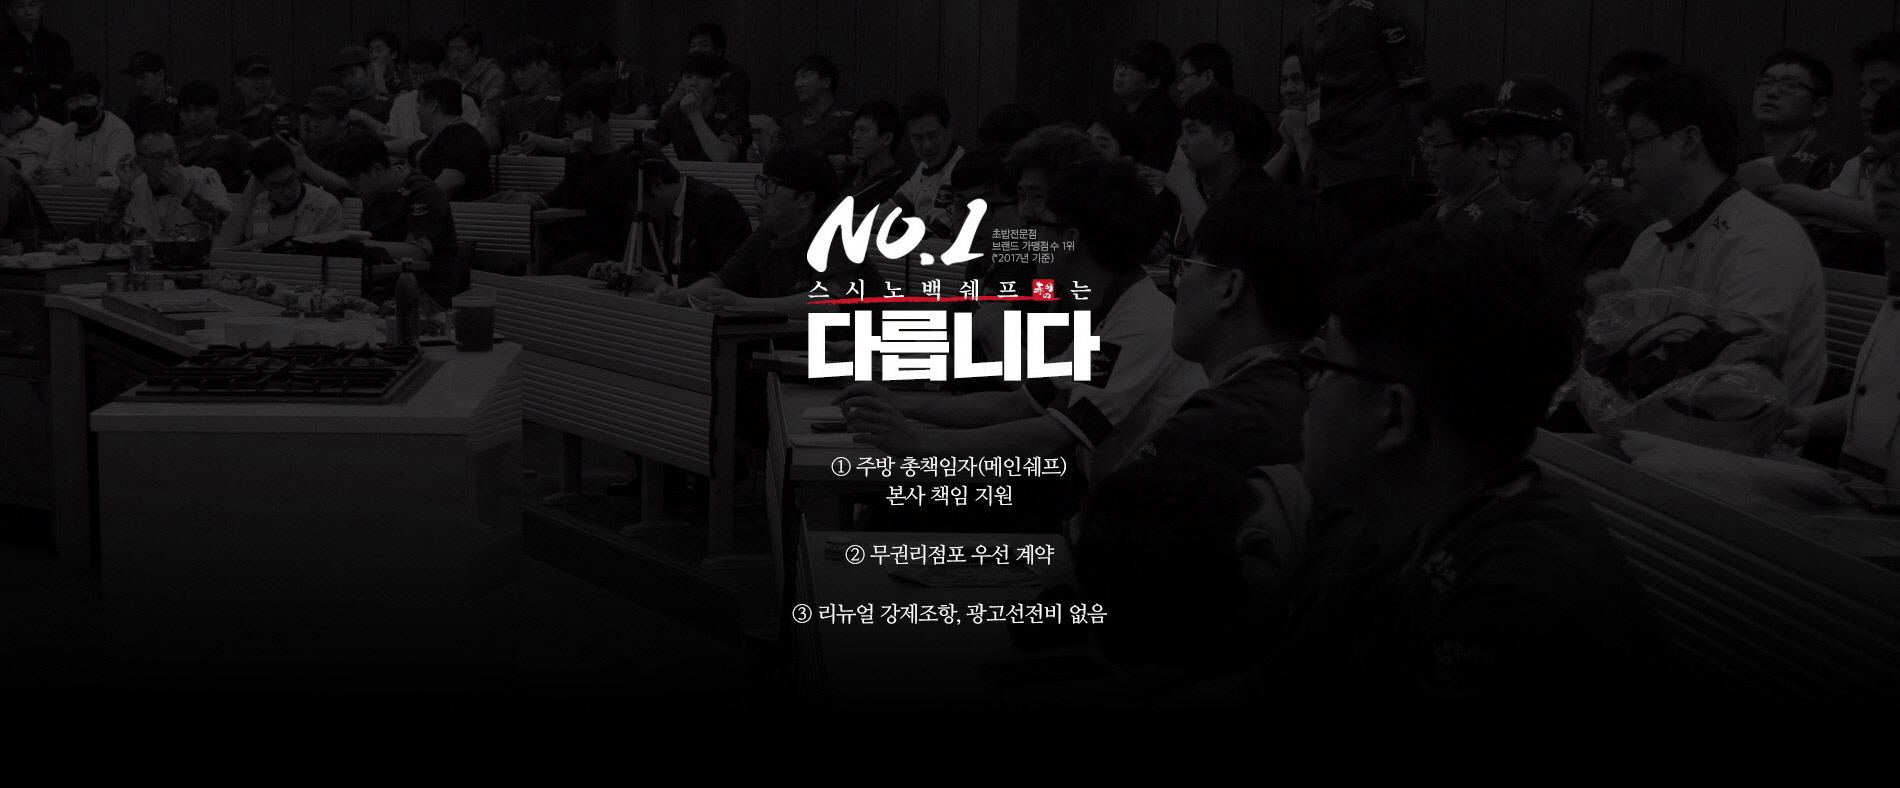 NO.1
초밥전문점
브랜드 가맹점수 1위
(*2017년 기준)
스시노백쉐프 는
다릅니다
① 주방 총책임자(메인쉐프)
본사 책임 지원
② 무권리점포 우선 계약
③ 리뉴얼 강제조항, 광고선전비 없음